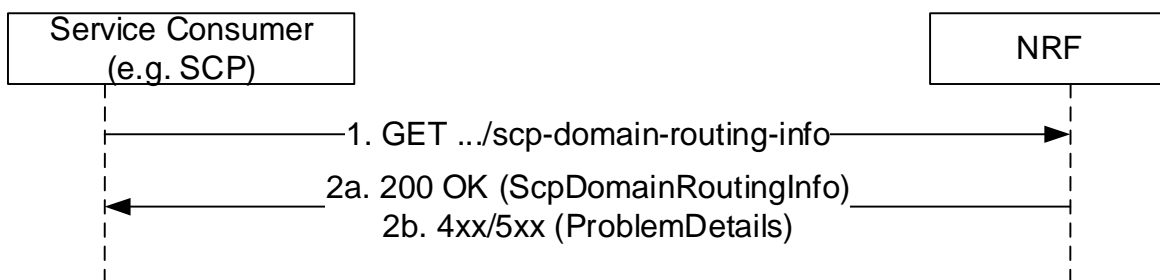 Service Consumer
(e.g. SCP)
NRF
1. GET .../scp-domain-routing-info
2a. 200 OK (ScpDomainRoutingInfo)
2b. 4xx/5xx (ProblemDetails)